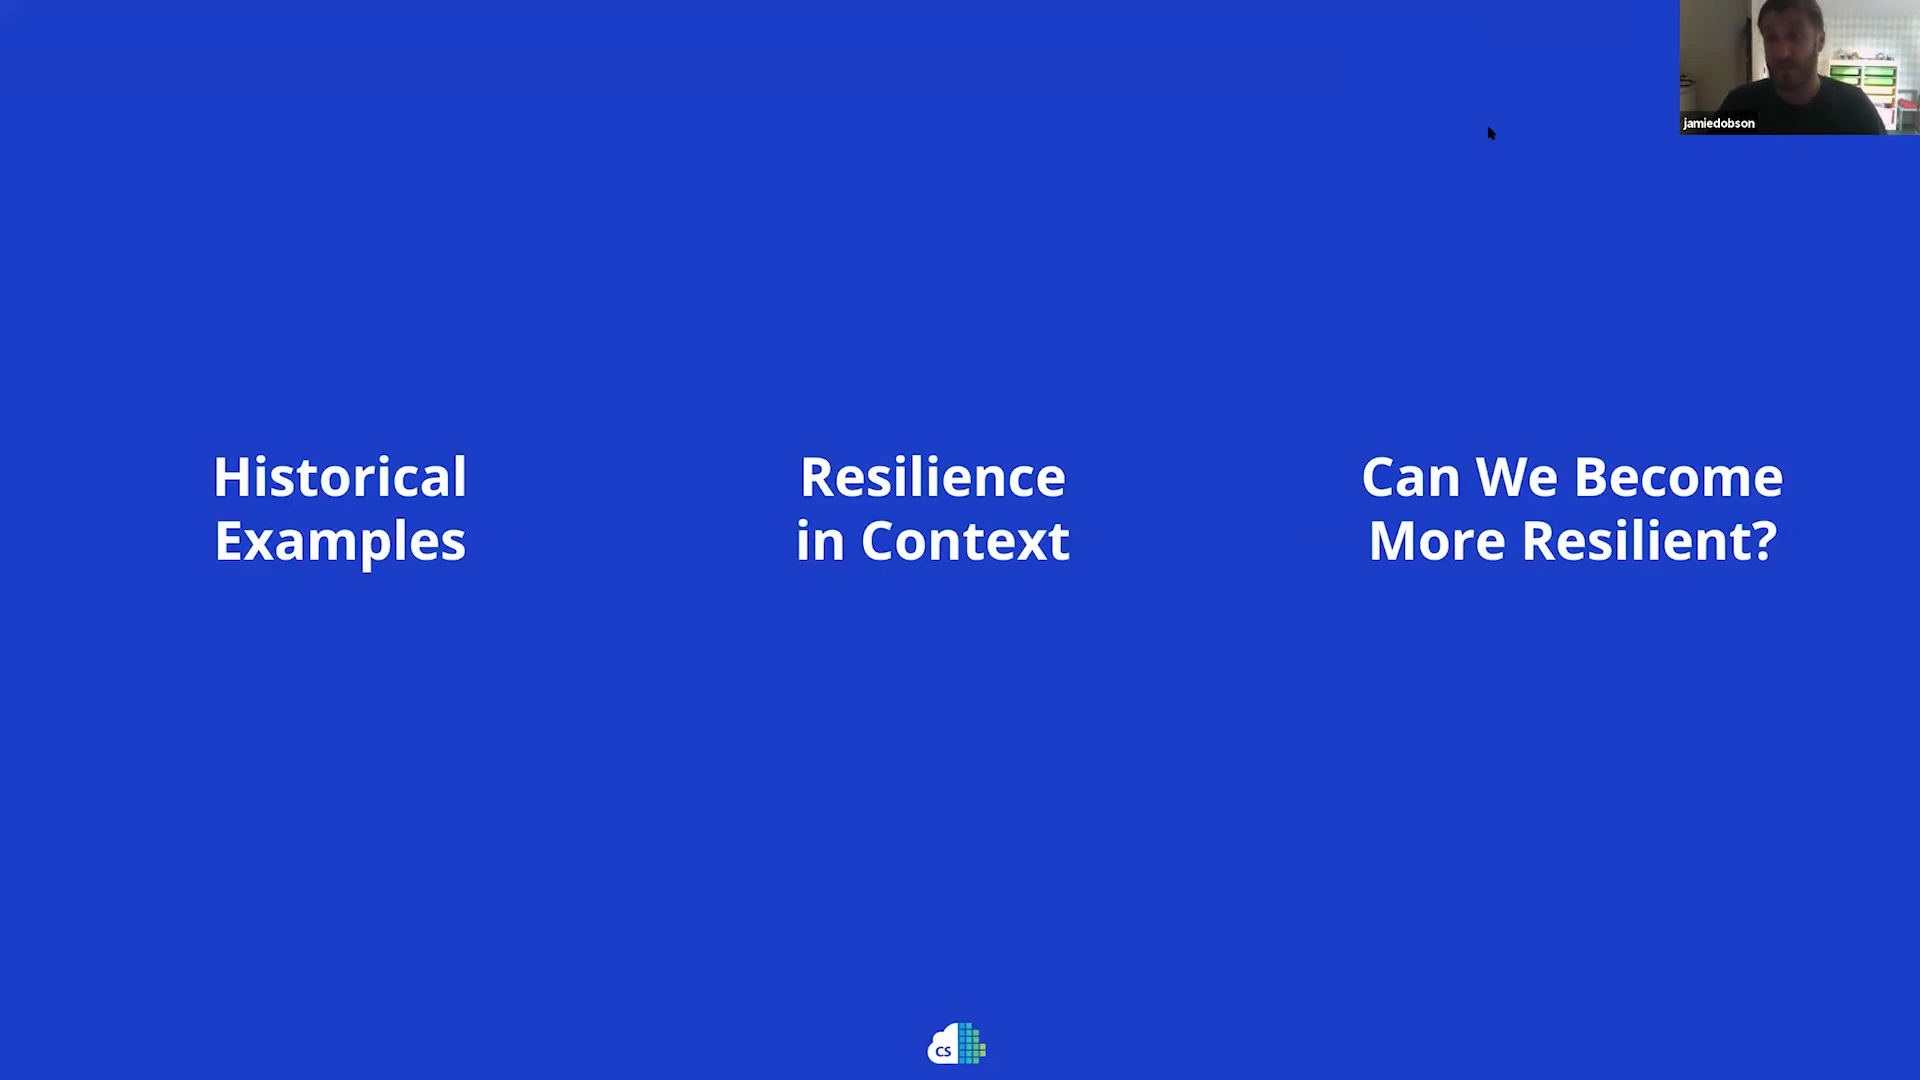 jamiedobson
Historical
Examples
Resilience
in Context
Can We Become
More Resilient?
CS